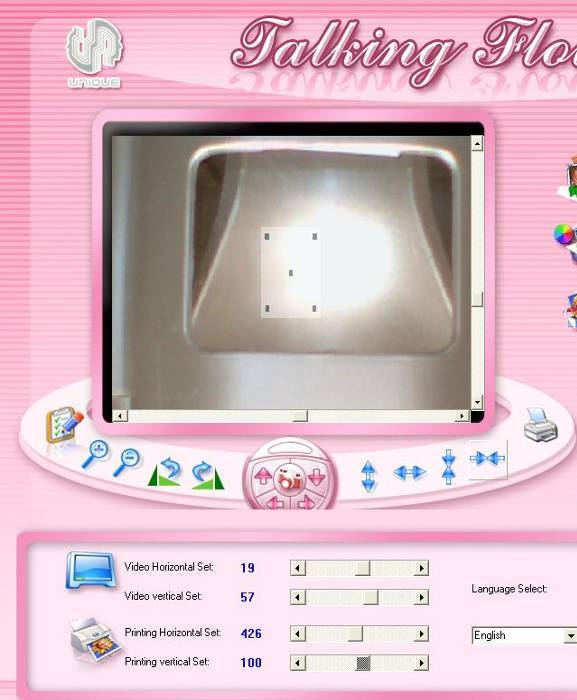 UNIQUE
Talking
Video Horizontal Set: 19
Video vertical Set: 57
Language Select:
Printing Horizontal Set: 426
English
Printing vertical Set: 100